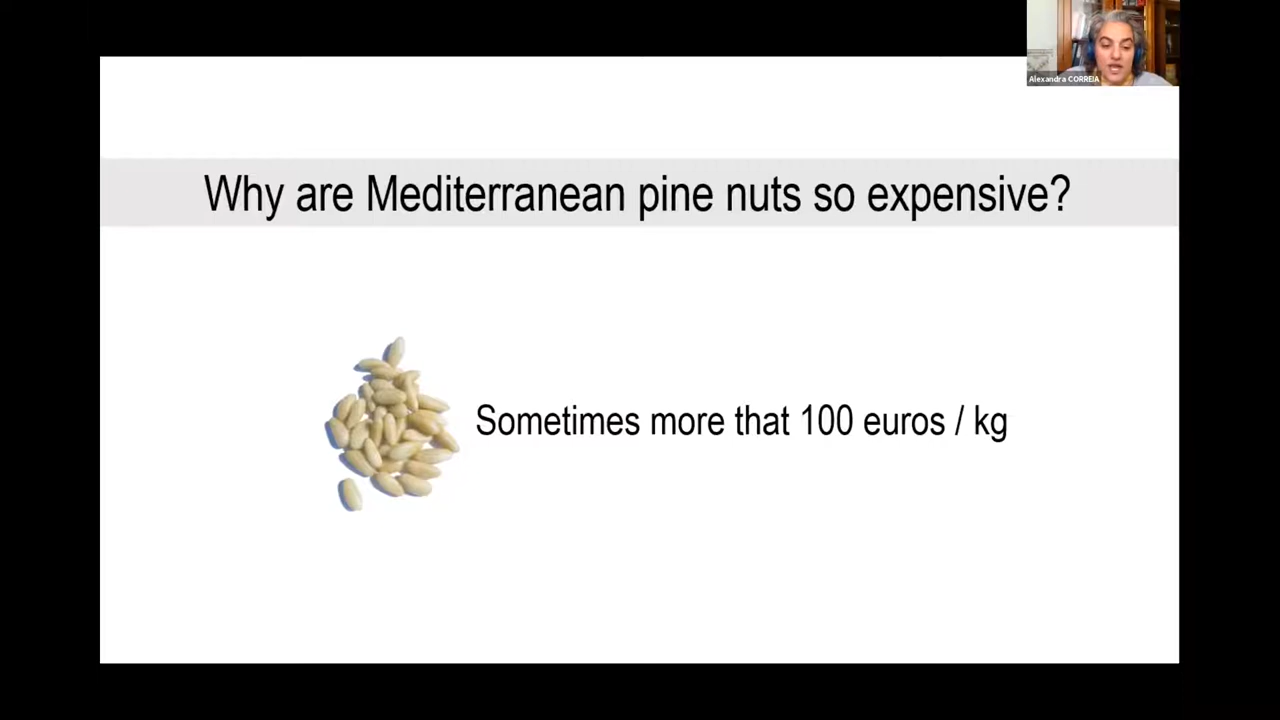 Alexandra CORREIA
Why are Mediterranean pine nuts so expensive?
Sometimes more that 100 euros / kg